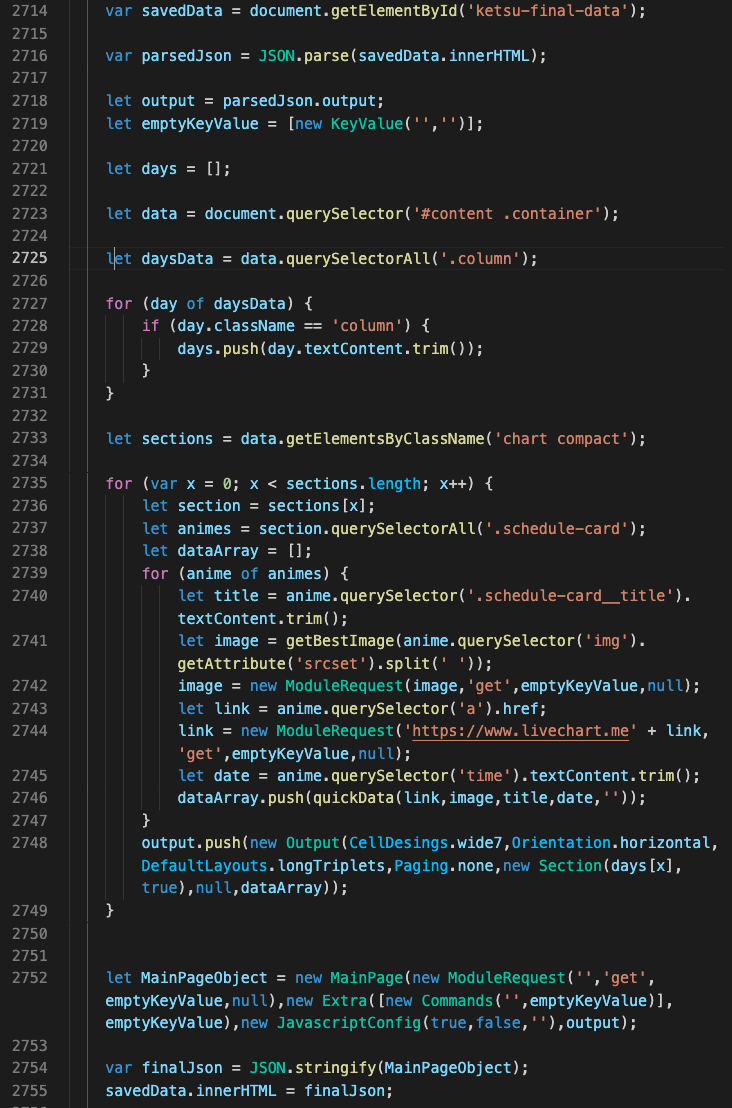 2714 var savedData = document.getElementById('ketsu-final-data');
2715
2716 var parsedJson = JSON.parse(savedData.innerHTML);
2717
2718 let output = parsedJson.output;
2719 let emptyKeyValue = [new KeyValue('','')];
2720
2721 let days = [];
2722
2723 let data = document.querySelector('#content .container');
2724
2725 let daysData = data.querySelectorAll('.column');
2726
2727 for (day of daysData) {
2728 if (day.className == 'column') {
2729 days.push(day.textContent.trim());
2730 }
2731 }
2732
2733 let sections = data.getElementsByClassName('chart compact');
2734
2735 for (var x = 0; x < sections.length; x++) {
2736 let section = sections[x];
2737 let animes = section.querySelectorAll('.schedule-card');
2738 let dataArray = [];
2739 for (anime of animes) {
2740 let title = anime.querySelector('.schedule-card__title').
textContent.trim();
2741 let image = getBestImage(anime.querySelector('img').
getAttribute('srcset').split(' '));
2742 image = new ModuleRequest(image,'get',emptyKeyValue,null);
2743 let link = anime.querySelector('a').href;
2744 link = new ModuleRequest('https://www.livechart.me' + link,
'get',emptyKeyValue,null);
2745 let date = anime.querySelector('time').textContent.trim();
2746 dataArray.push(quickData(link,image,title,date,''));
2747 }
2748 output.push(new Output(CellDesings.wide7,Orientation.horizontal,
DefaultLayouts.longTriplets,Paging.none,new Section(days[x],
true),null,dataArray));
2749 }
2750
2751
2752 let MainPageObject = new MainPage(new ModuleRequest('','get',
emptyKeyValue,null),new Extra([new Commands('',emptyKeyValue)],
emptyKeyValue),new JavascriptConfig(true,false,''),output);
2753
2754 var finalJson = JSON.stringify(MainPageObject);
2755 savedData.innerHTML = finalJson;